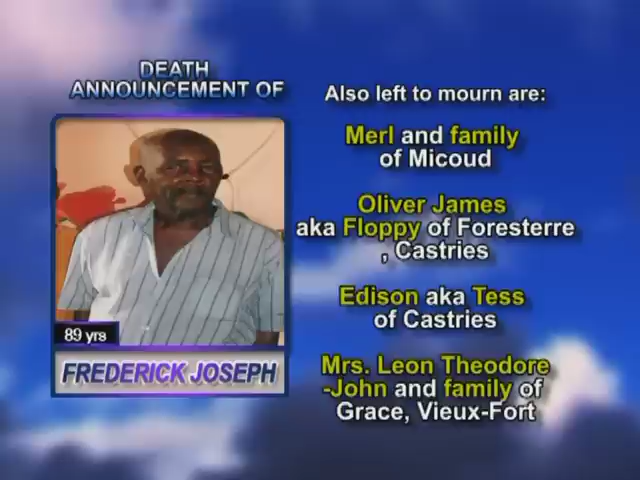 DEATH
ANNOUNCEMENT OF
89 yrs
FREDERICK JOSEPH
Also left to mourn are:
Merl and family
of Micoud
Oliver James
aka Floppy of Foresterre
, Castries
Edison aka Tess
of Castries
Mrs. Leon Theodore
-John and family of
Grace, Vieux-Fort